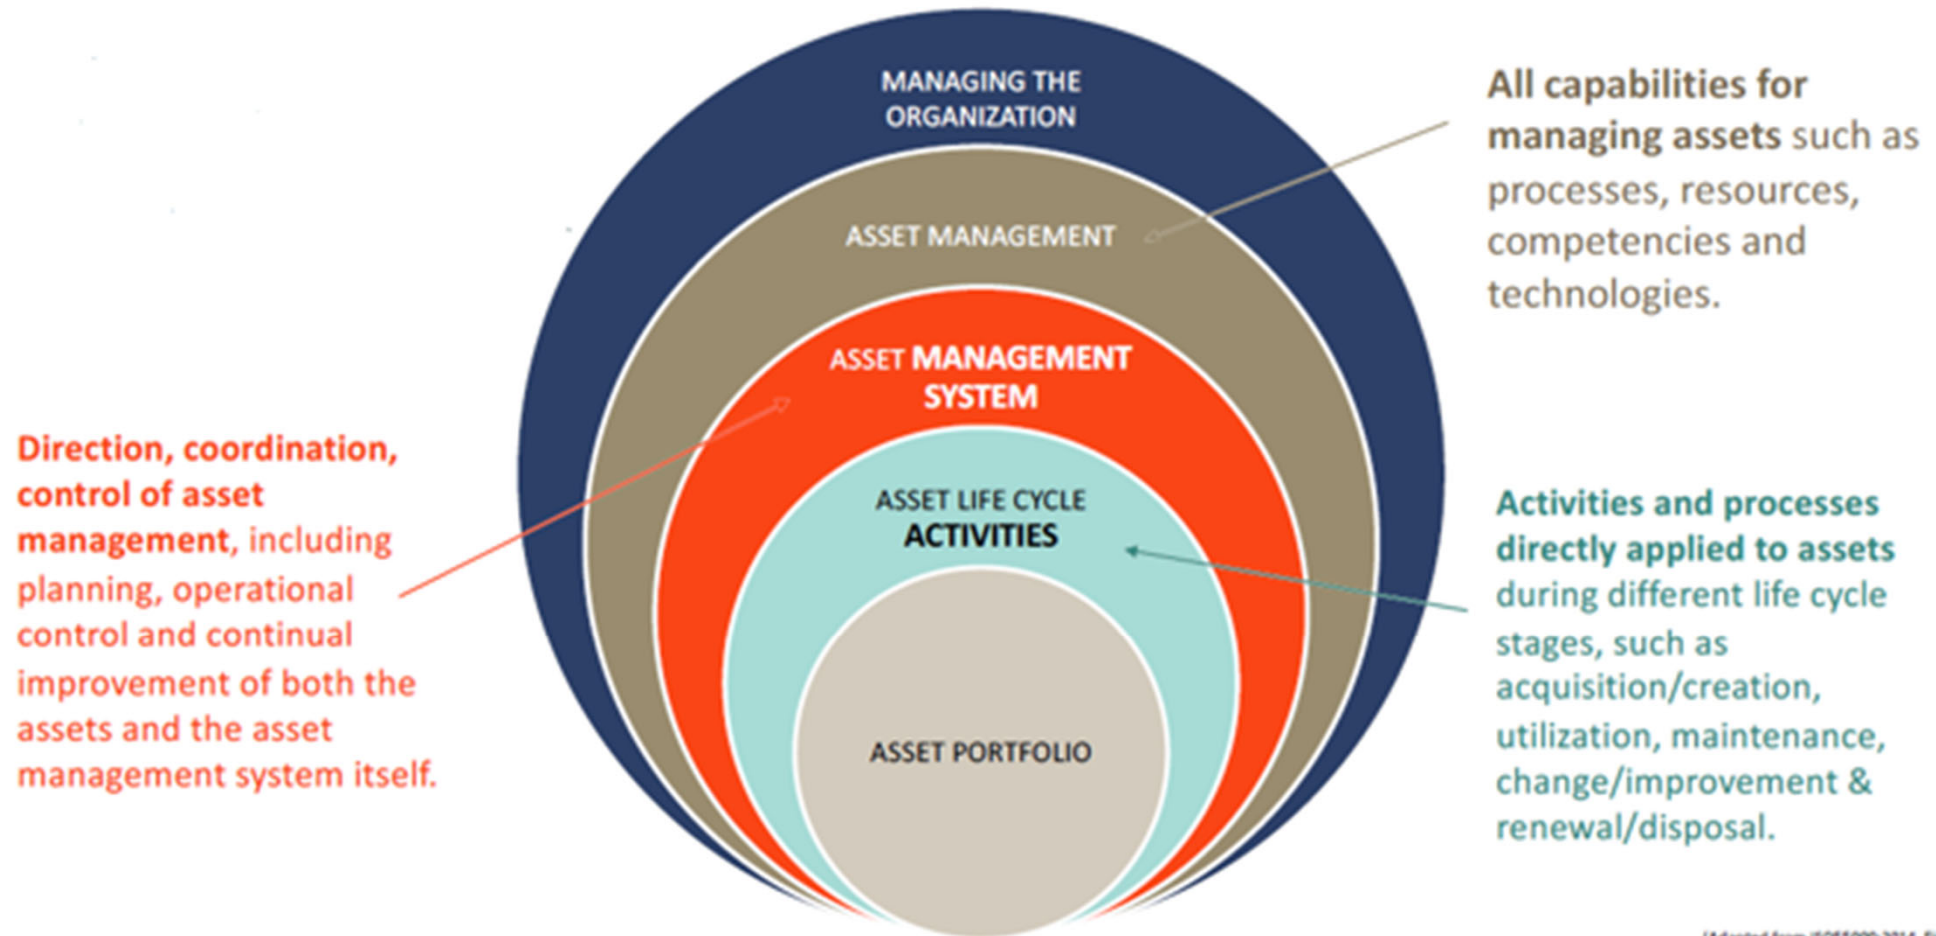 MANAGING THE
ORGANIZATION
ASSET MANAGEMENT
ASSET MANAGEMENT
SYSTEM
ASSET LIFE CYCLE
ACTIVITIES
ASSET PORTFOLIO
All capabilities for
managing assets such as
processes, resources,
competencies and
technologies.
Direction, coordination,
control of asset
management, including
planning, operational
control and continual
improvement of both the
assets and the asset
management system itself.
Activities and processes
directly applied to assets
during different life cycle
stages, such as
acquisition/creation,
utilization, maintenance,
change/improvement &
renewal/disposal.